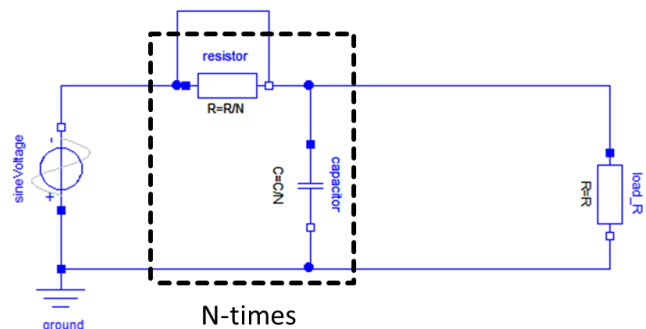 resistor
R=R/N
-
sineVoltage
+
C=C/N
capacitor
R=R
load_R
ground
N-times